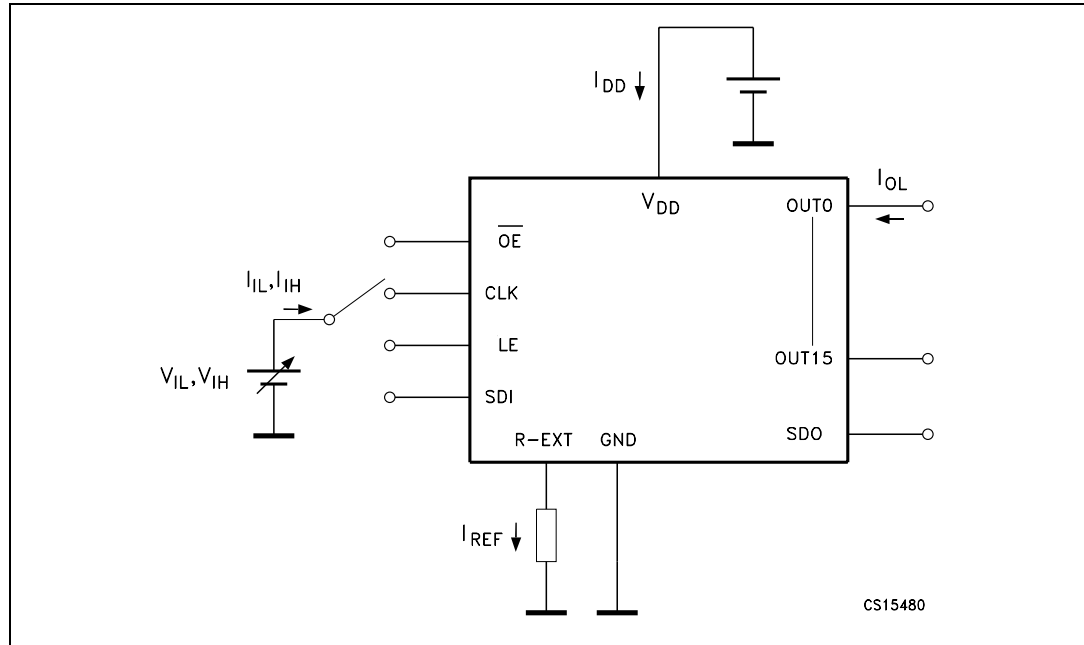 I_DD
V_DD
I_OL
OUT0
OE
I_IL,I_IH
CLK
LE
OUT15
V_IL,V_IH
SDI
SDO
R-EXT GND
I_REF
CS15480